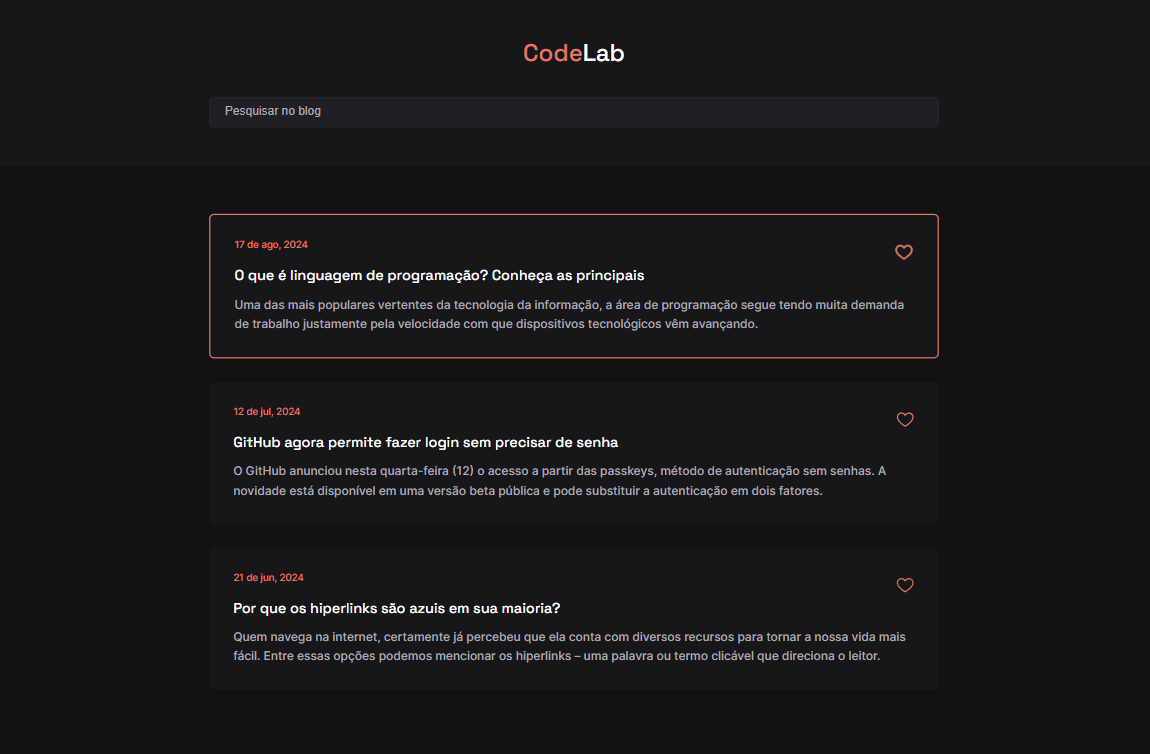 CodeLab
Pesquisar no blog
17 de ago, 2024
O que é linguagem de programação? Conheça as principais
Uma das mais populares vertentes da tecnologia da informação, a área de programação segue tendo muita demanda
de trabalho justamente pela velocidade com que dispositivos tecnológicos vêm avançando.
12 de jul, 2024
GitHub agora permite fazer login sem precisar de senha
O GitHub anunciou nesta quarta-feira (12) o acesso a partir das passkeys, método de autenticação sem senhas. A
novidade está disponível em uma versão beta pública e pode substituir a autenticação em dois fatores.
21 de jun, 2024
Por que os hiperlinks são azuis em sua maioria?
Quem navega na internet, certamente já percebeu que ela conta com diversos recursos para tornar a nossa vida mais
fácil. Entre essas opções podemos mencionar os hiperlinks – uma palavra ou termo clicável que direciona o leitor.